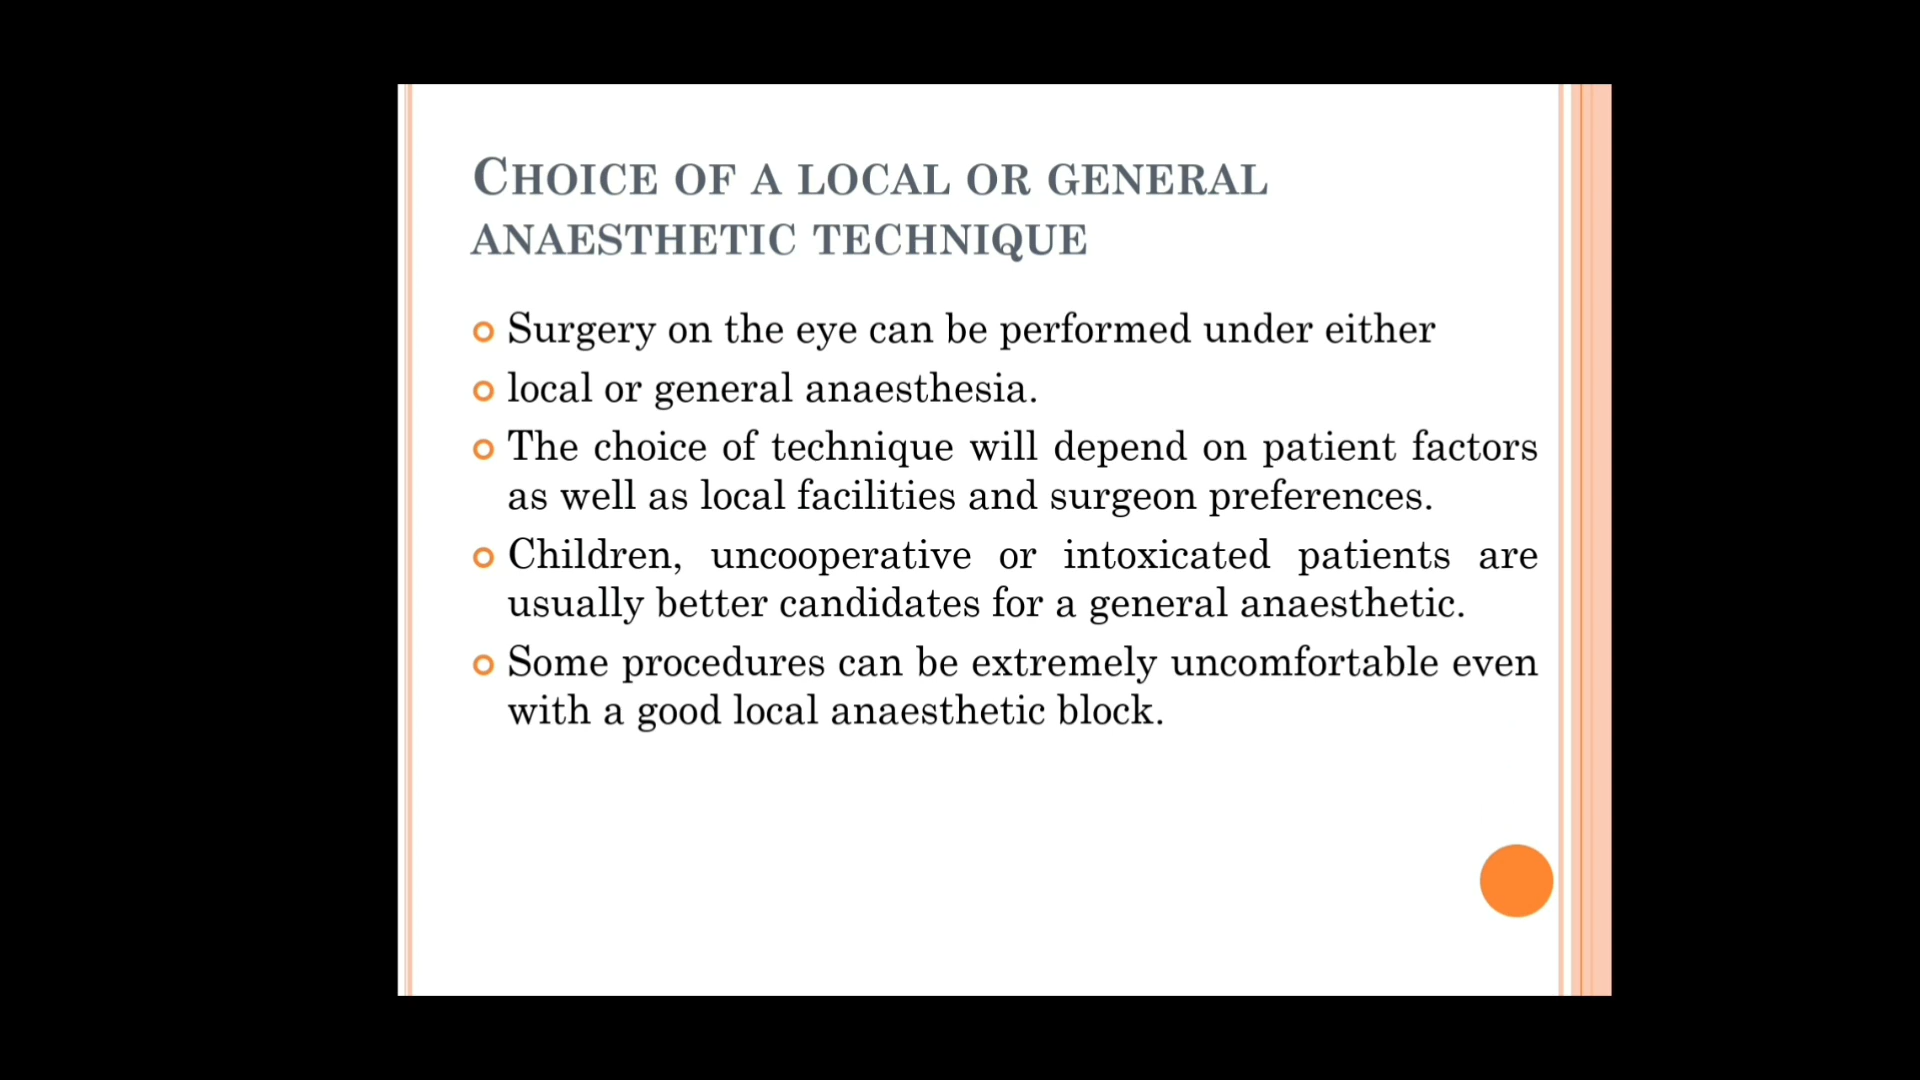 CHOICE OF A LOCAL OR GENERAL
ANAESTHETIC TECHNIQUE
Surgery on the eye can be performed under either
local or general anaesthesia.
The choice of technique will depend on patient factors
as well as local facilities and surgeon preferences.
Children, uncooperative or intoxicated patients are
usually better candidates for a general anaesthetic.
Some procedures can be extremely uncomfortable even
with a good local anaesthetic block.